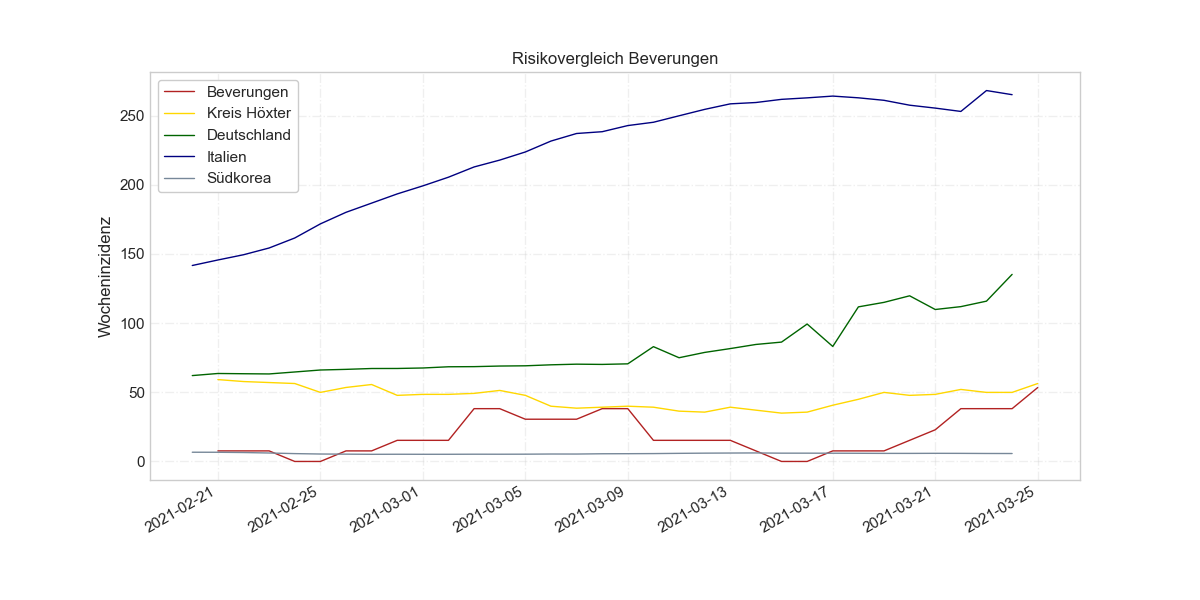 Risikovergleich Beverungen
Beverungen
Kreis Höxter
Deutschland
Italien
Südkorea
Wocheninzidenz
250
200
150
100
50
0
2021-02-21
2021-02-25
2021-03-01
2021-03-05
2021-03-09
2021-03-13
2021-03-17
2021-03-21
2021-03-25